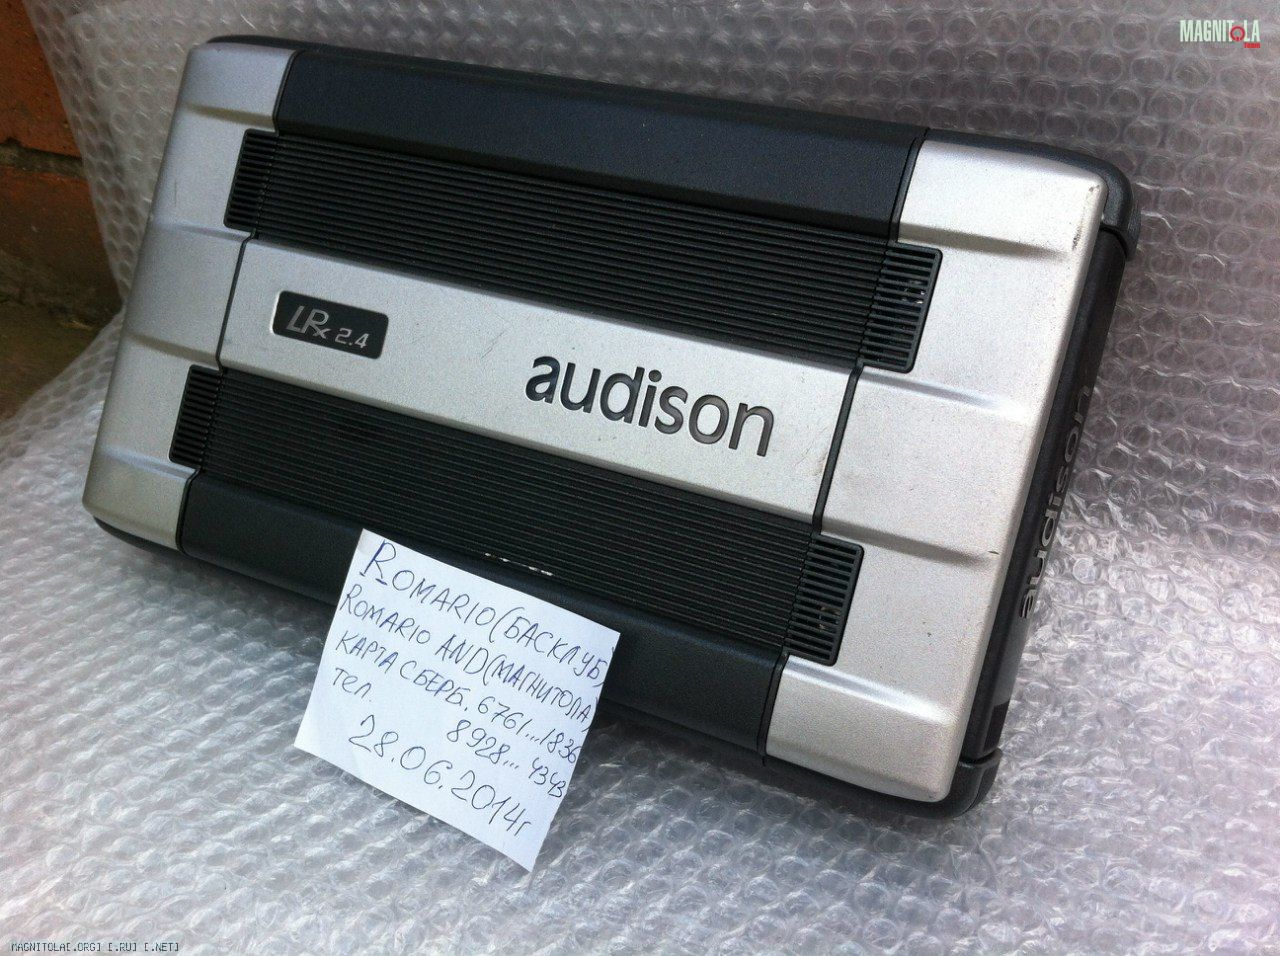 MAGNITOLA
LRx 2.4
audison
audison
ROMARIO(БАСКЛУБ)
ROMARIO AND(МАГНИТОЛА)
КАРТА СБЕРБ. 6761...1836
тел. 8928... 4343
28.06.2014г
MAGNITOLA[.ORG] [.RU] [.NET]